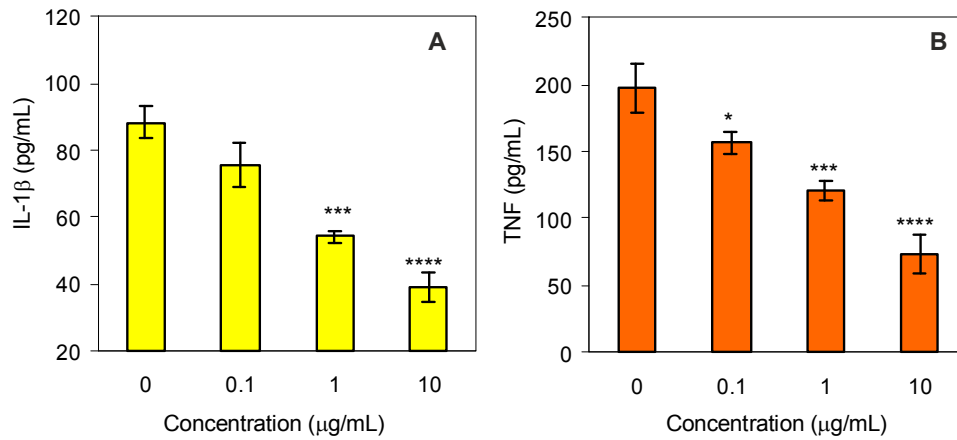 A
IL-1β (pg/mL)
120
100
80
60
40
20
***
****
0 0.1 1 10
Concentration (μg/mL)
B
TNF (pg/mL)
250
200
150
100
50
0
*
***
****
0 0.1 1 10
Concentration (μg/mL)